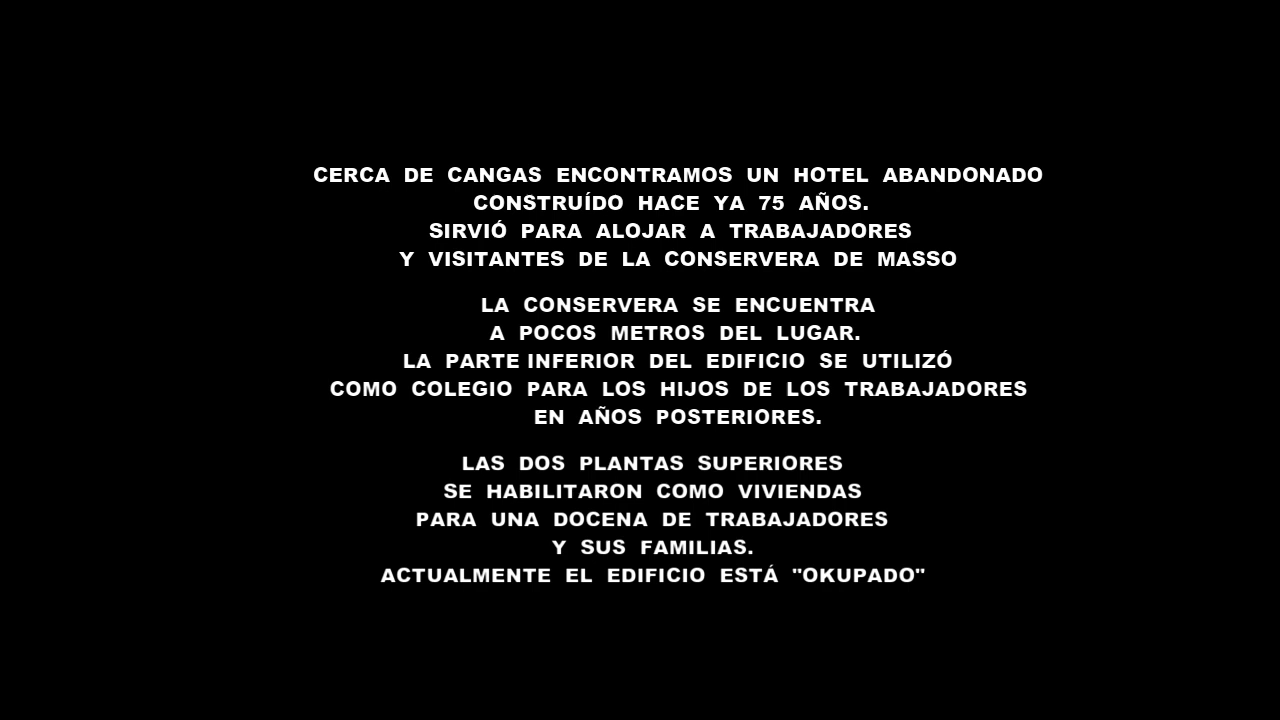 CERCA DE CANGAS ENCONTRAMOS UN HOTEL ABANDONADO
CONSTRUÍDO HACE YA 75 AÑOS.
SIRVIÓ PARA ALOJAR A TRABAJADORES
Y VISITANTES DE LA CONSERVERA DE MASSO
LA CONSERVERA SE ENCUENTRA
A POCOS METROS DEL LUGAR.
LA PARTE INFERIOR DEL EDIFICIO SE UTILIZÓ
COMO COLEGIO PARA LOS HIJOS DE LOS TRABAJADORES
EN AÑOS POSTERIORES.
LAS DOS PLANTAS SUPERIORES
SE HABILITARON COMO VIVIENDAS
PARA UNA DOCENA DE TRABAJADORES
Y SUS FAMILIAS.
ACTUALMENTE EL EDIFICIO ESTÁ "OKUPADO"